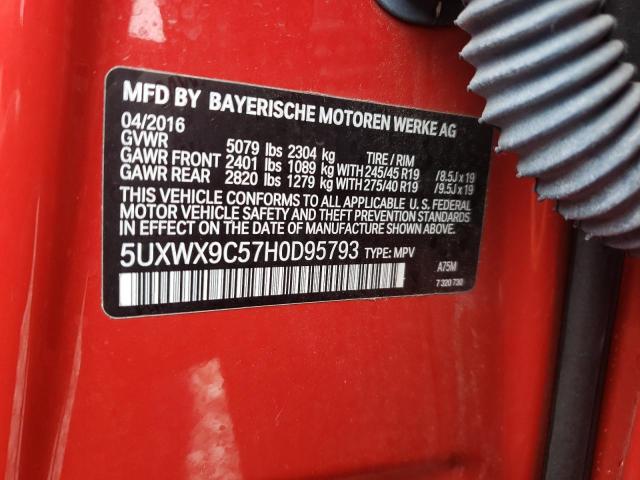 MFD BY BAYERISCHE MOTOREN WERKE AG
04/2016
GVWR 5079 lbs 2304 kg TIRE / RIM
GAWR FRONT 2401 lbs 1089 kg WITH 245/45 R19 /8.5J x 19
GAWR REAR 2820 lbs 1279 kg WITH 275/40 R19 /9.5J x 19
THIS VEHICLE CONFORMS TO ALL APPLICABLE U. S. FEDERAL
MOTOR VEHICLE SAFETY AND THEFT PREVENTION STANDARDS
IN EFFECT ON THE DATE OF MANUFACTURE SHOWN ABOVE
5UXWX9C57H0D95793 TYPE: MPV
A75M
7 320 730